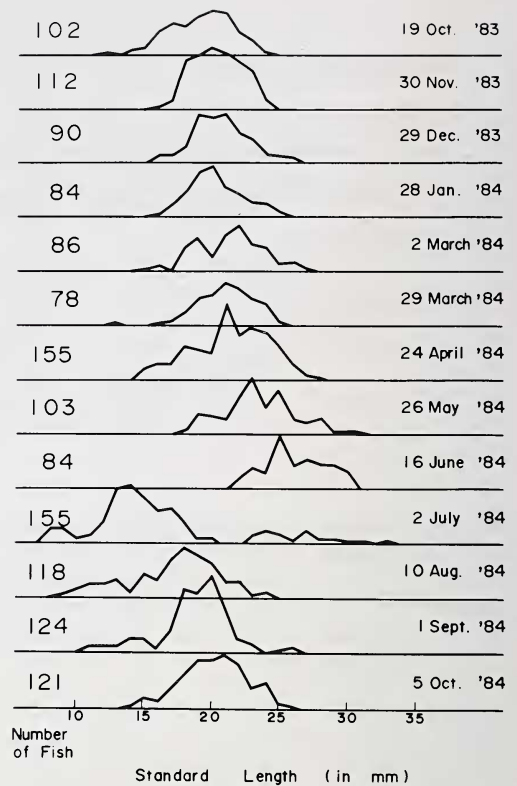 102 19 Oct. '83
112 30 Nov. '83
90 29 Dec. '83
84 28 Jan. '84
86 2 March '84
78 29 March '84
155 24 April '84
103 26 May '84
84 16 June '84
155 2 July '84
118 10 Aug. '84
124 1 Sept. '84
121 5 Oct. '84
10 15 20 25 30 35
Number
of Fish
Standard Length (in mm)